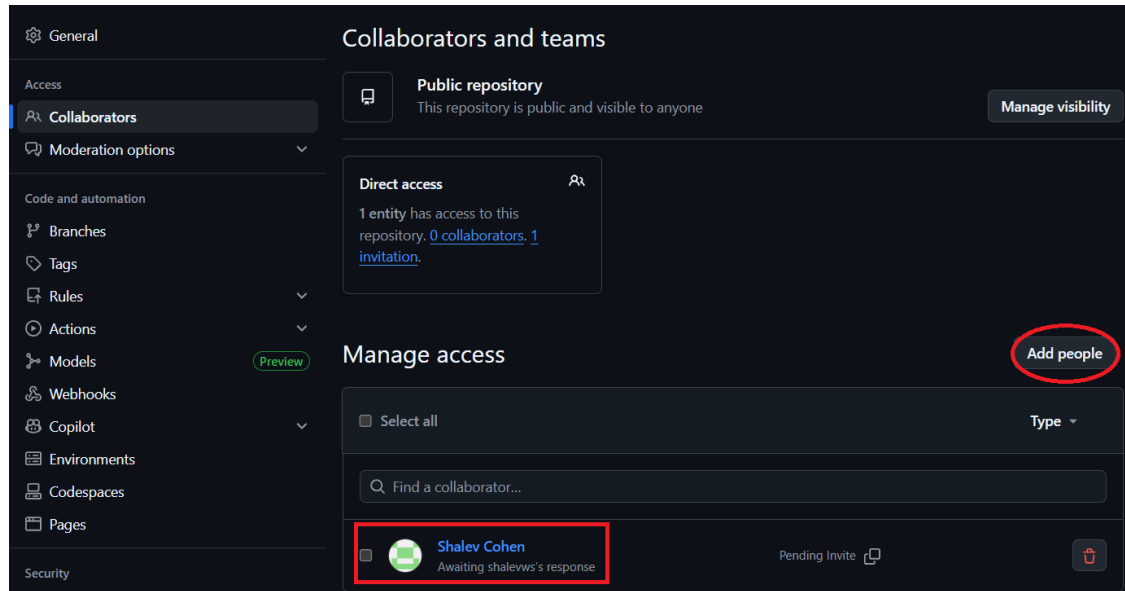 General
Access
Collaborators
Moderation options
Code and automation
Branches
Tags
Rules
Actions
Models Preview
Webhooks
Copilot
Environments
Codespaces
Pages
Security
Collaborators and teams
Public repository
This repository is public and visible to anyone
Manage visibility
Direct access
1 entity has access to this
repository. 0 collaborators. 1
invitation.
Manage access
Add people
Select all
Type
Find a collaborator...
Shalev Cohen
Awaiting shalevws's response
Pending Invite